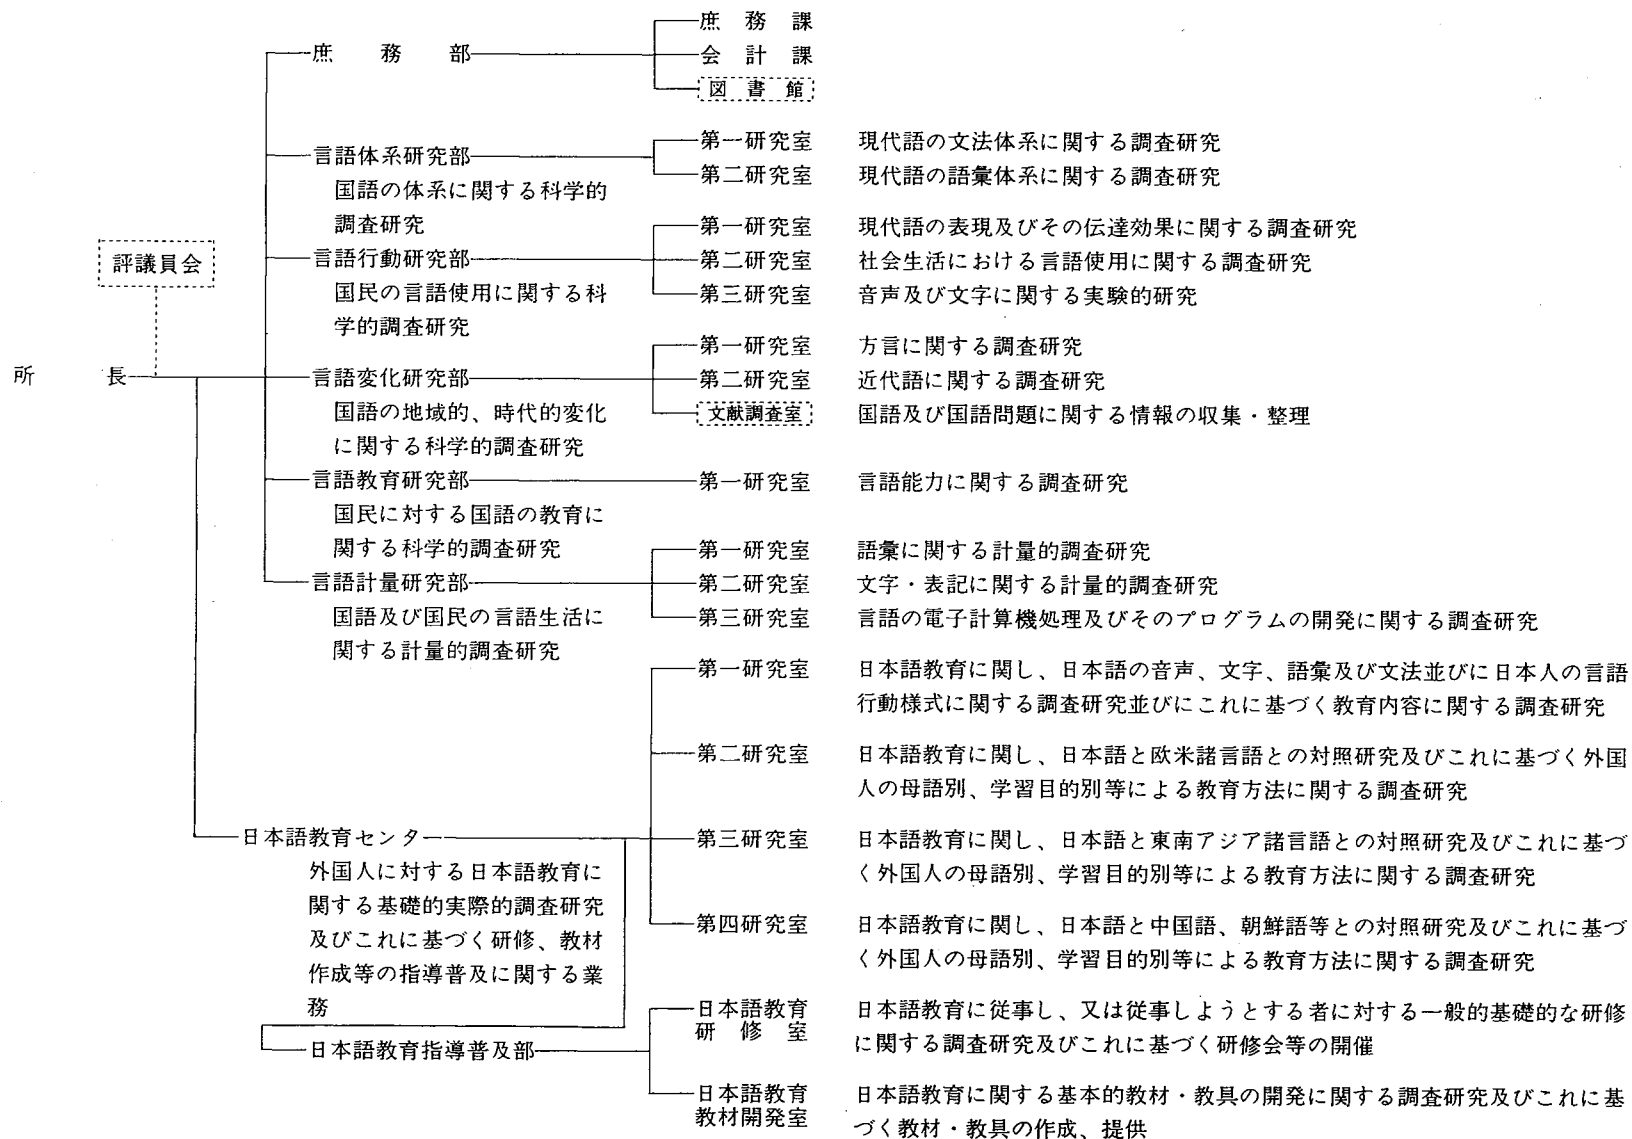 所長
評議員会
庶務部
庶務課
会計課
図書館
言語体系研究部
国語の体系に関する科学的
調査研究
第一研究室 現代語の文法体系に関する調査研究
第二研究室 現代語の語彙体系に関する調査研究
言語行動研究部
国民の言語使用に関する科
学的調査研究
第一研究室 現代語の表現及びその伝達効果に関する調査研究
第二研究室 社会生活における言語使用に関する調査研究
第三研究室 音声及び文字に関する実験的研究
言語変化研究部
国語の地域的、時代的変化
に関する科学的調査研究
第一研究室 方言に関する調査研究
第二研究室 近代語に関する調査研究
文献調査室 国語及び国語問題に関する情報の収集・整理
言語教育研究部
国民に対する国語の教育に
関する科学的調査研究
第一研究室 言語能力に関する調査研究
言語計量研究部
国語及び国民の言語生活に
関する計量的調査研究
第一研究室 語彙に関する計量的調査研究
第二研究室 文字・表記に関する計量的調査研究
第三研究室 言語の電子計算機処理及びそのプログラムの開発に関する調査研究
日本語教育センター
外国人に対する日本語教育に
関する基礎的実際的調査研究
及びこれに基づく研修、教材
作成等の指導普及に関する業
務
第一研究室 日本語教育に関し、日本語の音声、文字、語彙及び文法並びに日本人の言語
行動様式に関する調査研究並びにこれに基づく教育内容に関する調査研究
第二研究室 日本語教育に関し、日本語と欧米諸言語との対照研究及びこれに基づく外国
人の母語別、学習目的別等による教育方法に関する調査研究
第三研究室 日本語教育に関し、日本語と東南アジア諸言語との対照研究及びこれに基づ
く外国人の母語別、学習目的別等による教育方法に関する調査研究
第四研究室 日本語教育に関し、日本語と中国語、朝鮮語等との対照研究及びこれに基づ
く外国人の母語別、学習目的別等による教育方法に関する調査研究
日本語教育指導普及部
日本語教育 日本語教育に従事し、又は従事しようとする者に対する一般的基礎的な研修
研修室 に関する調査研究及びこれに基づく研修会等の開催
日本語教育 日本語教育に関する基本的教材・教具の開発に関する調査研究及びこれに基
教材開発室 づく教材・教具の作成、提供